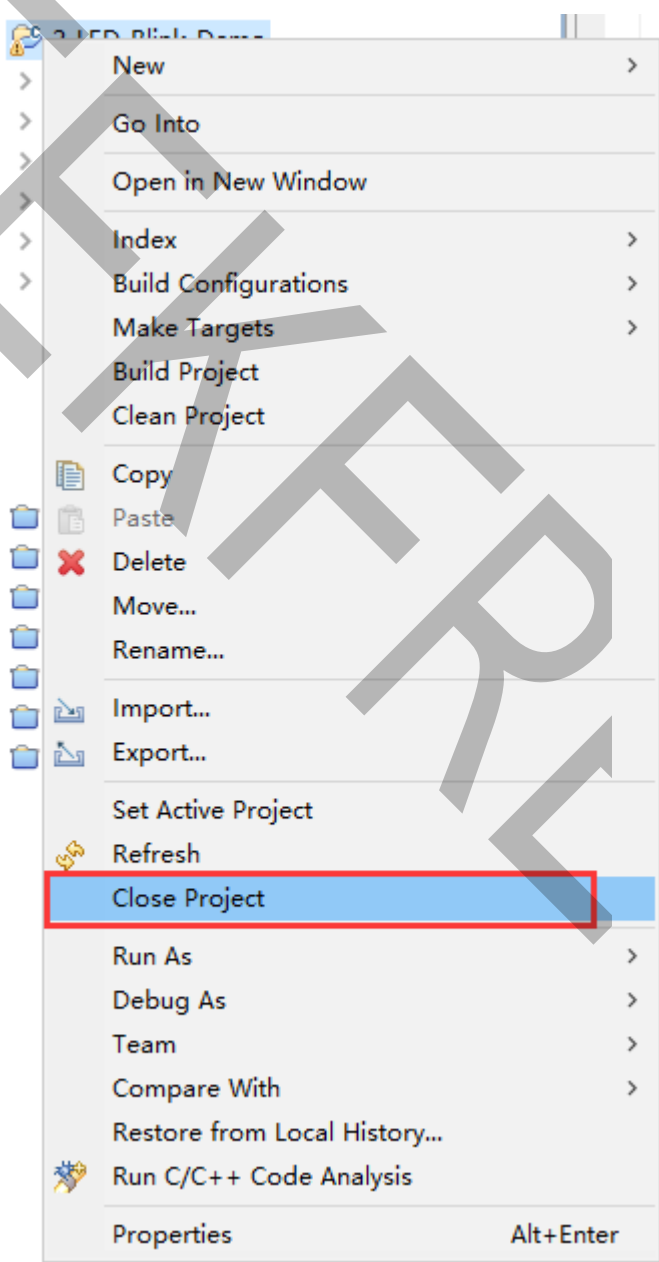 New
Go Into
Open in New Window
Index
Build Configurations
Make Targets
Build Project
Clean Project
Copy
Paste
Delete
Move...
Rename...
Import...
Export...
Set Active Project
Refresh
Close Project
Run As
Debug As
Team
Compare With
Restore from Local History...
Run C/C++ Code Analysis
Properties Alt+Enter